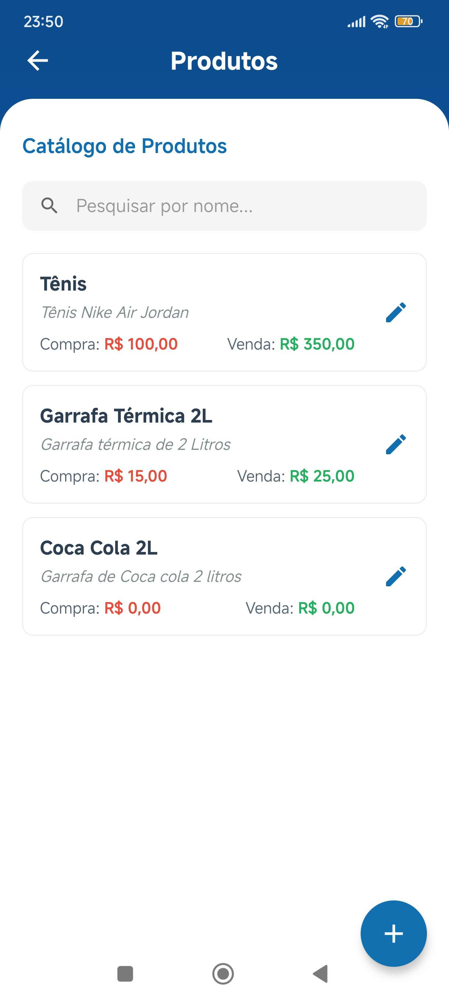 23:50
70
Produtos
Catálogo de Produtos
Pesquisar por nome...
Tênis
Tênis Nike Air Jordan
Compra: R$ 100,00 Venda: R$ 350,00
Garrafa Térmica 2L
Garrafa térmica de 2 Litros
Compra: R$ 15,00 Venda: R$ 25,00
Coca Cola 2L
Garrafa de Coca cola 2 litros
Compra: R$ 0,00 Venda: R$ 0,00